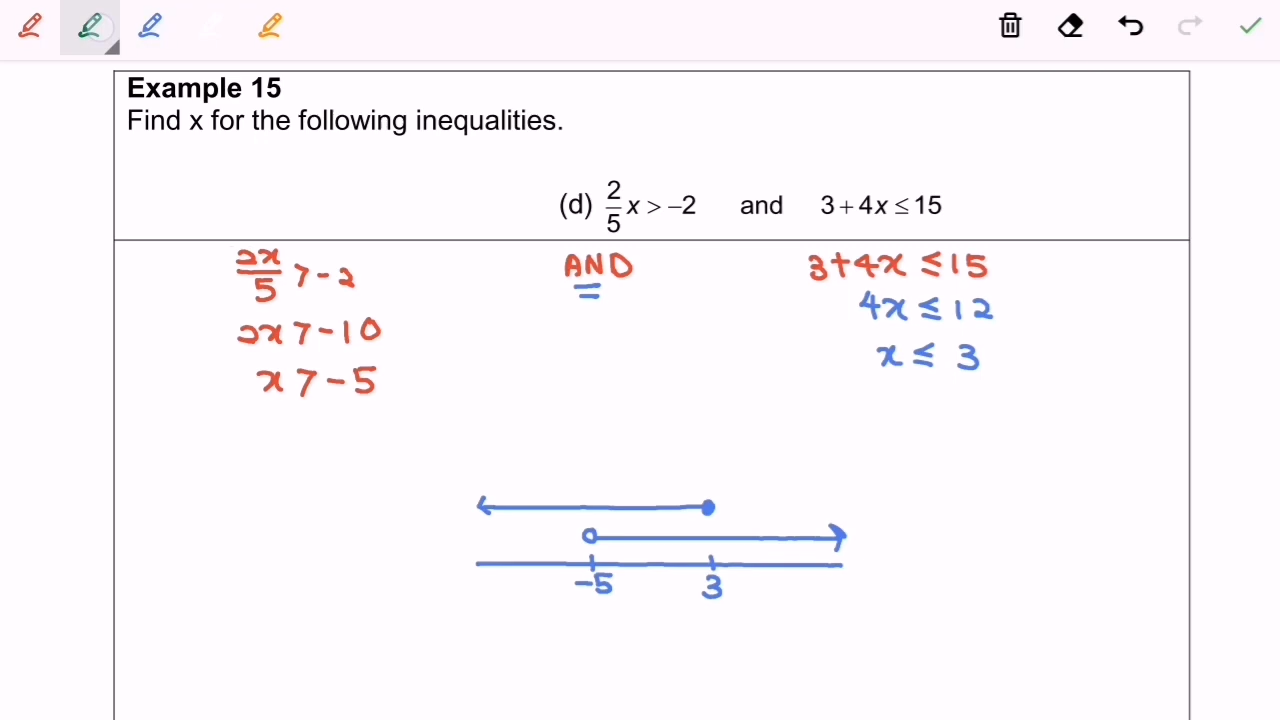 Example 15
Find x for the following inequalities.
(d) 2/5 x > −2 and 3 + 4x ≤ 15
2x/5 > -2 AND 3+4x ≤ 15
2x > -10 4x ≤ 12
x > -5 x ≤ 3
-5 3